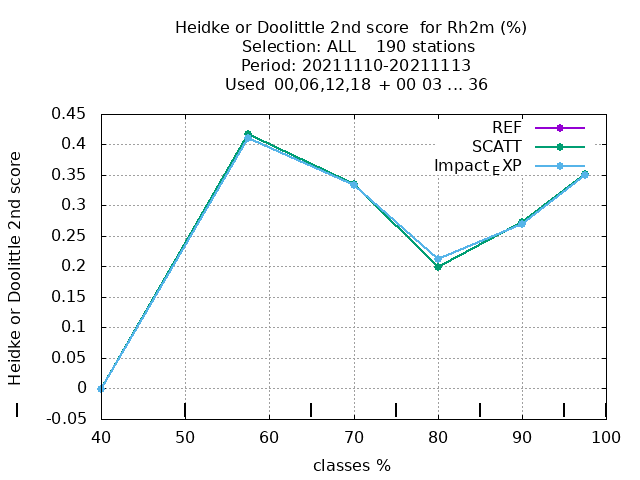 Heidke or Doolittle 2nd score  for Rh2m (%)
Selection: ALL    190 stations
Period: 20211110-20211113
Used  00,06,12,18  + 00 03 ... 36
REF
SCATT
Impact_EXP
Heidke or Doolittle 2nd score
0.45
0.4
0.35
0.3
0.25
0.2
0.15
0.1
0.05
0
-0.05
40 50 60 70 80 90 100
classes %